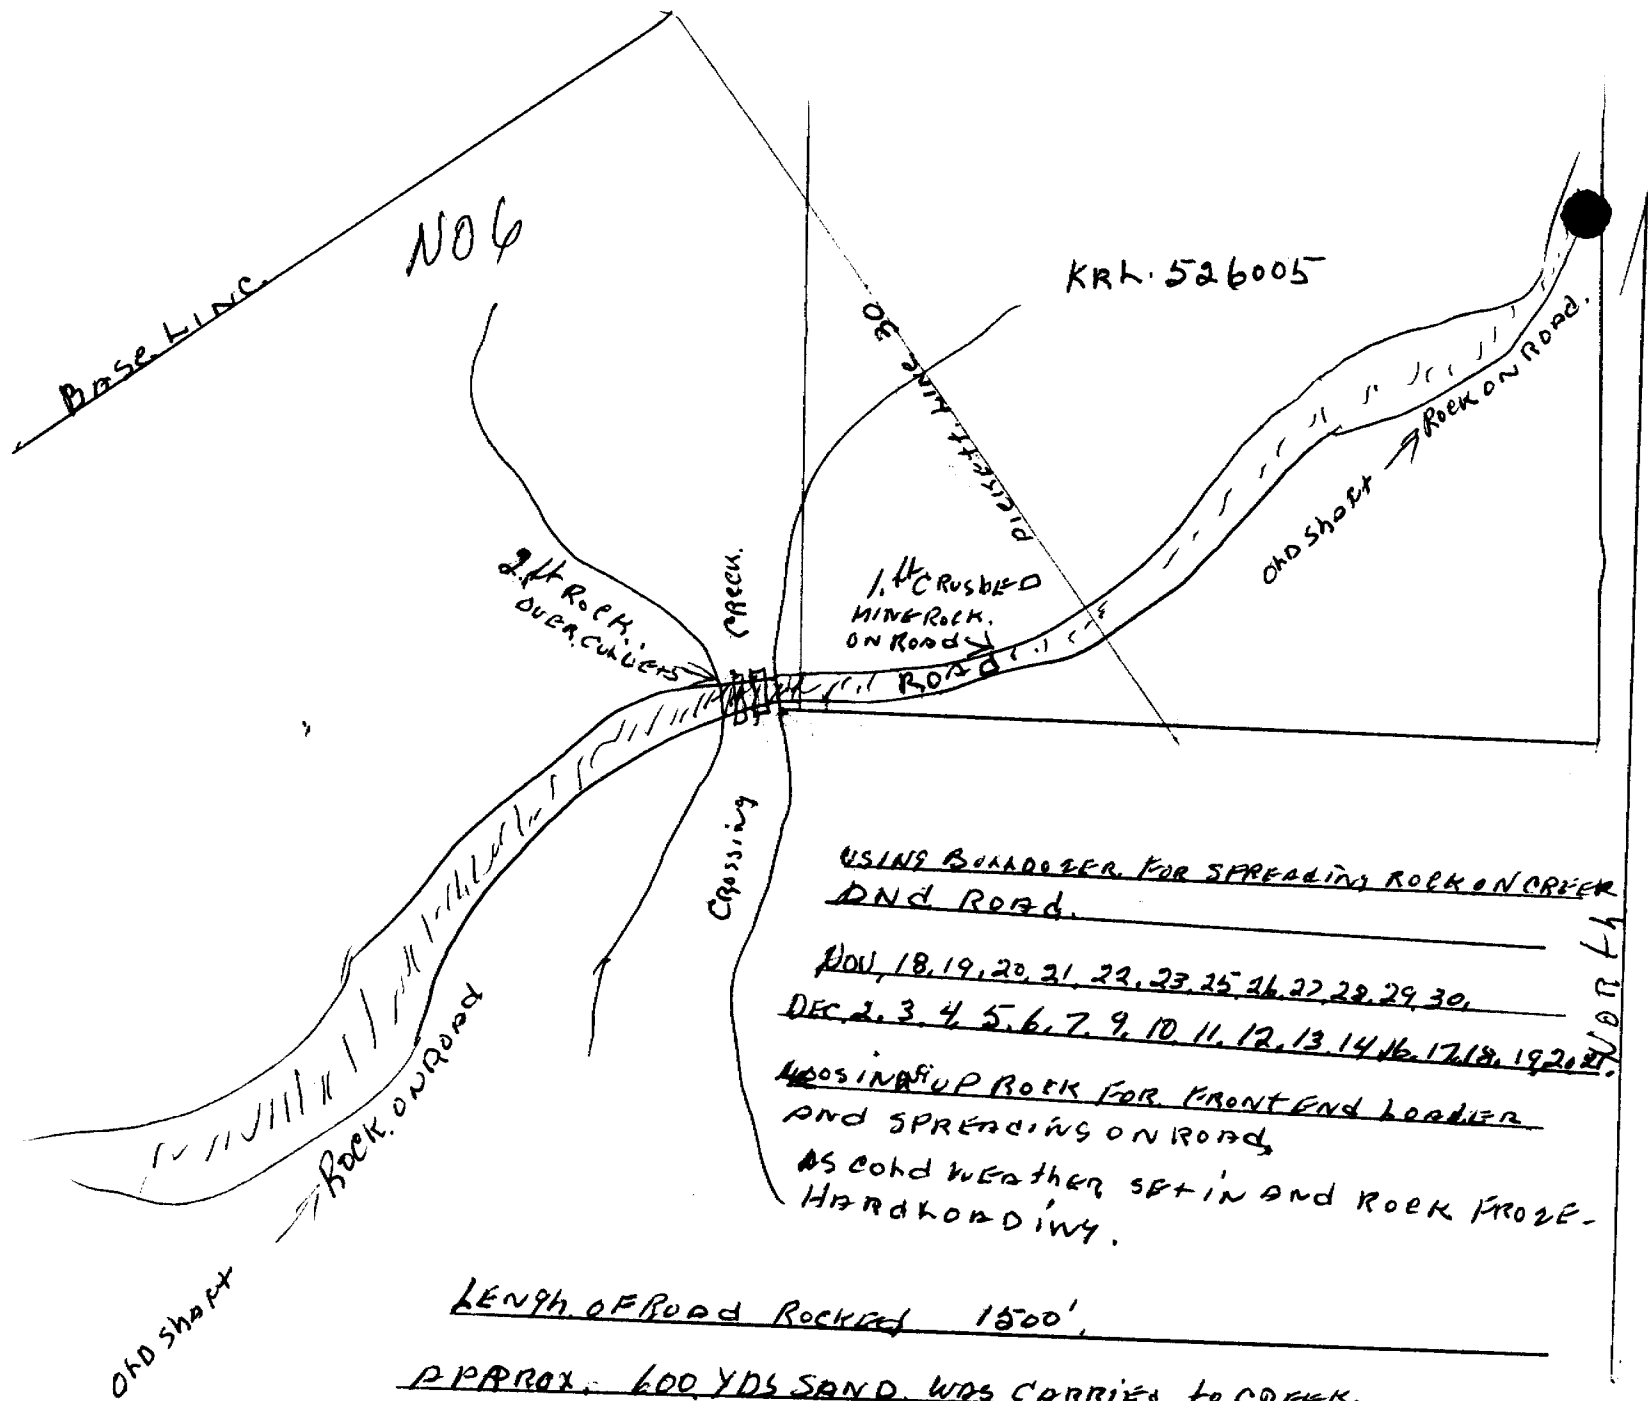 NO 6
Base. LINE.
KRL. 526005
PICKETT. LINE 30
ROCK ON ROAD.
OLD SHAFT
2 ft ROCK.
OVER. CULVERTS
CREEK.
1. ft CRUSHED
MINE ROCK.
ON ROAD
ROAD
CROSSING
USING BULLDOZER FOR SPREADING ROCK ON CREEK
AND ROAD.
NOV, 18, 19, 20, 21, 22, 23, 25, 26, 27, 28, 29, 30,
DEC, 2, 3, 4, 5, 6, 7, 9, 10, 11, 12, 13, 14, 16, 17, 18, 19, 20, 21.
NORTH
LOOSING UP ROCK FOR FRONT END LOADER
AND SPREADING ON ROAD.
AS COLD WEATHER SET IN AND ROCK FROZE-
HARD LOADING.
ROCK. ON ROAD
OLD SHAFT
LENGH. OF ROAD ROCKED 1500'.
APPROX. 600 YDS SAND. WAS CARRIED to CREEK.